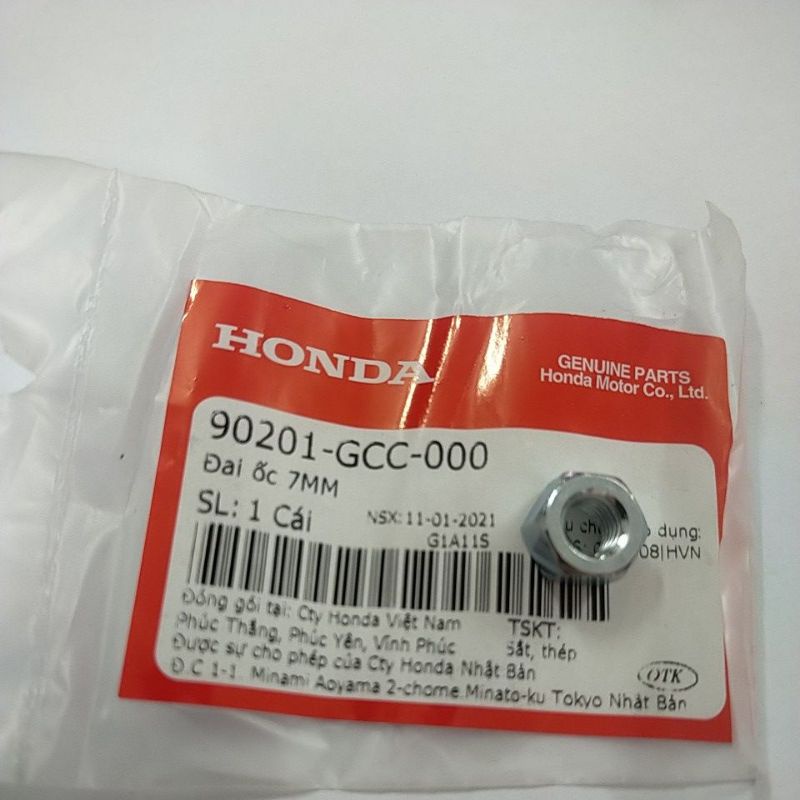 HONDA
GENUINE PARTS
Honda Motor Co., Ltd.
90201-GCC-000
Đai ốc 7MM
SL: 1 Cái
NSX: 11-01-2021
G1A11S
dụng:
08|HVN
Đóng gói tại: Cty Honda Việt Nam
Phúc Thắng, Phúc Yên, Vĩnh Phúc
Được sự cho phép của Cty Honda Nhật Bản
Đ.C 1-1. Minami Aoyama 2-chome.Minato-ku Tokyo Nhật Bản
TSKT:
Sắt, thép
OTK